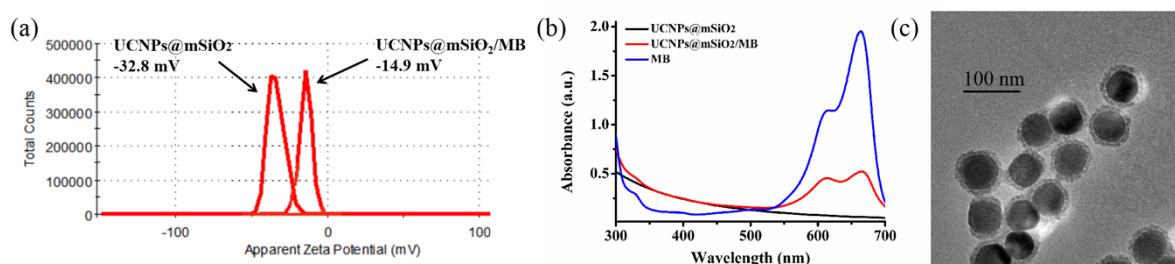 (a)
UCNPs@mSiO2
-32.8 mV
UCNPs@mSiO2/MB
-14.9 mV
Total Counts
500000
400000
300000
200000
100000
0
-100
0
100
Apparent Zeta Potential (mV)
(b)
UCNPs@mSiO2
UCNPs@mSiO2/MB
MB
Absorbance (a.u.)
2.0
1.5
1.0
0.5
300
400
500
600
700
Wavelength (nm)
(c)
100 nm